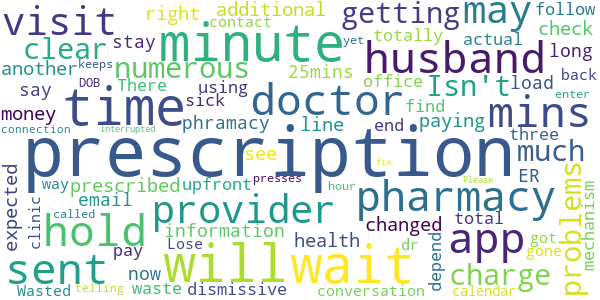 visit right additional getting may follow
contact
clear stay minute totally actual check
yet
husband
another keeps numerous 25mins office long
say DOB There using Isn't load back
sick find enter
time doctor mins
money phramacy line end paying three much
connection interrupted
prescription
see ER
way prescribed upfront presses fix
expected email hour pharmacy problems
clinic called provider Please changed total mechanism
hold information
pay health dr depend got
sent now Lose will wait app gone
charge
Wasted telling waste dismissive conversation calendar